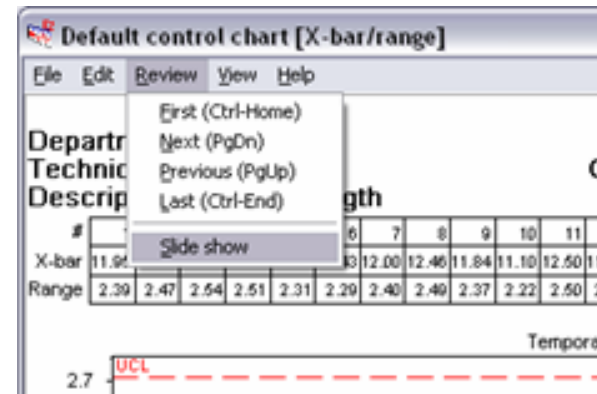 Default control chart [X-bar/range]
File Edit Review View Help
First (Ctrl-Home)
Next (PgDn)
Previous (PgUp)
Last (Ctrl-End)
Slide show
Departr
Technic
Descrip gth
# 6 7 8 9 10 11
X-bar 11.95 12.00 12.46 11.84 11.10 12.50
Range 2.39 2.47 2.54 2.51 2.31 2.29 2.40 2.49 2.37 2.22 2.50
Tempora
UCL
2.7